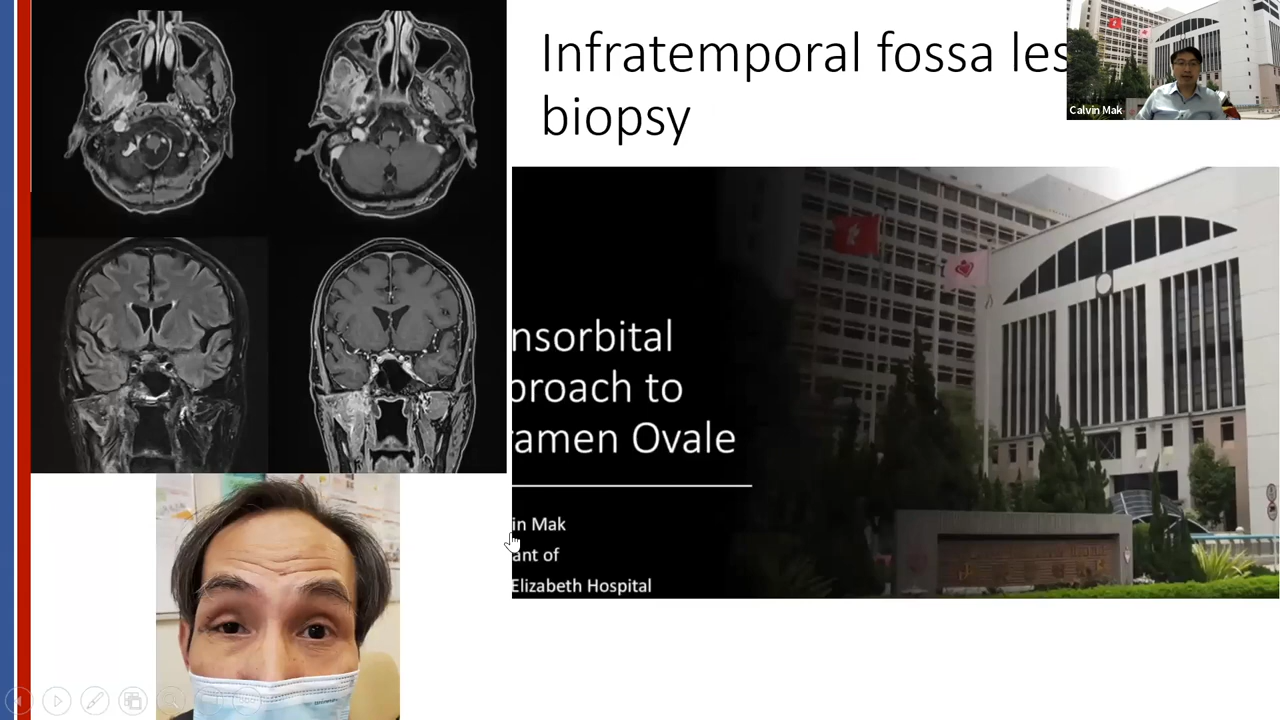 Infratemporal fossa les
biopsy
Calvin Mak
nsorbital
proach to
ramen Ovale
in Mak
ant of
Elizabeth Hospital